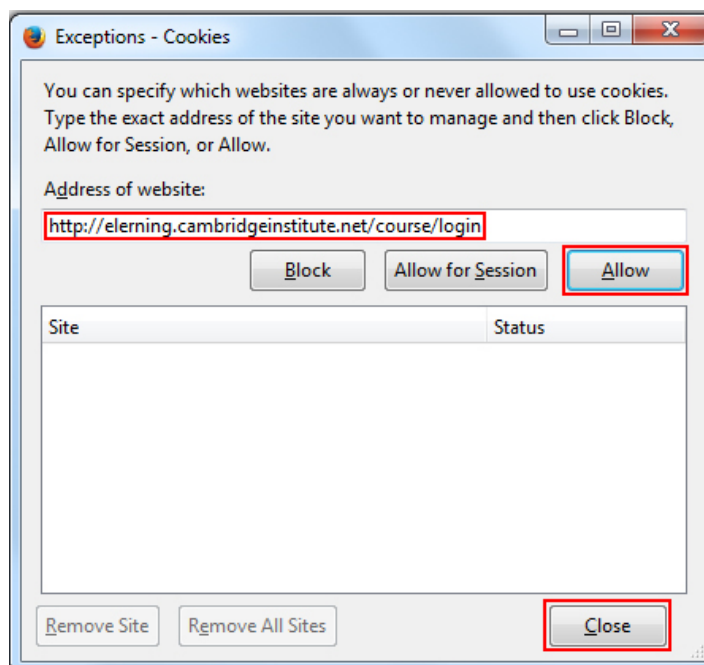 Exceptions - Cookies
You can specify which websites are always or never allowed to use cookies.
Type the exact address of the site you want to manage and then click Block,
Allow for Session, or Allow.
Address of website:
http://elerning.cambridgeinstitute.net/course/login
Block Allow for Session Allow
Site Status
Remove Site Remove All Sites Close